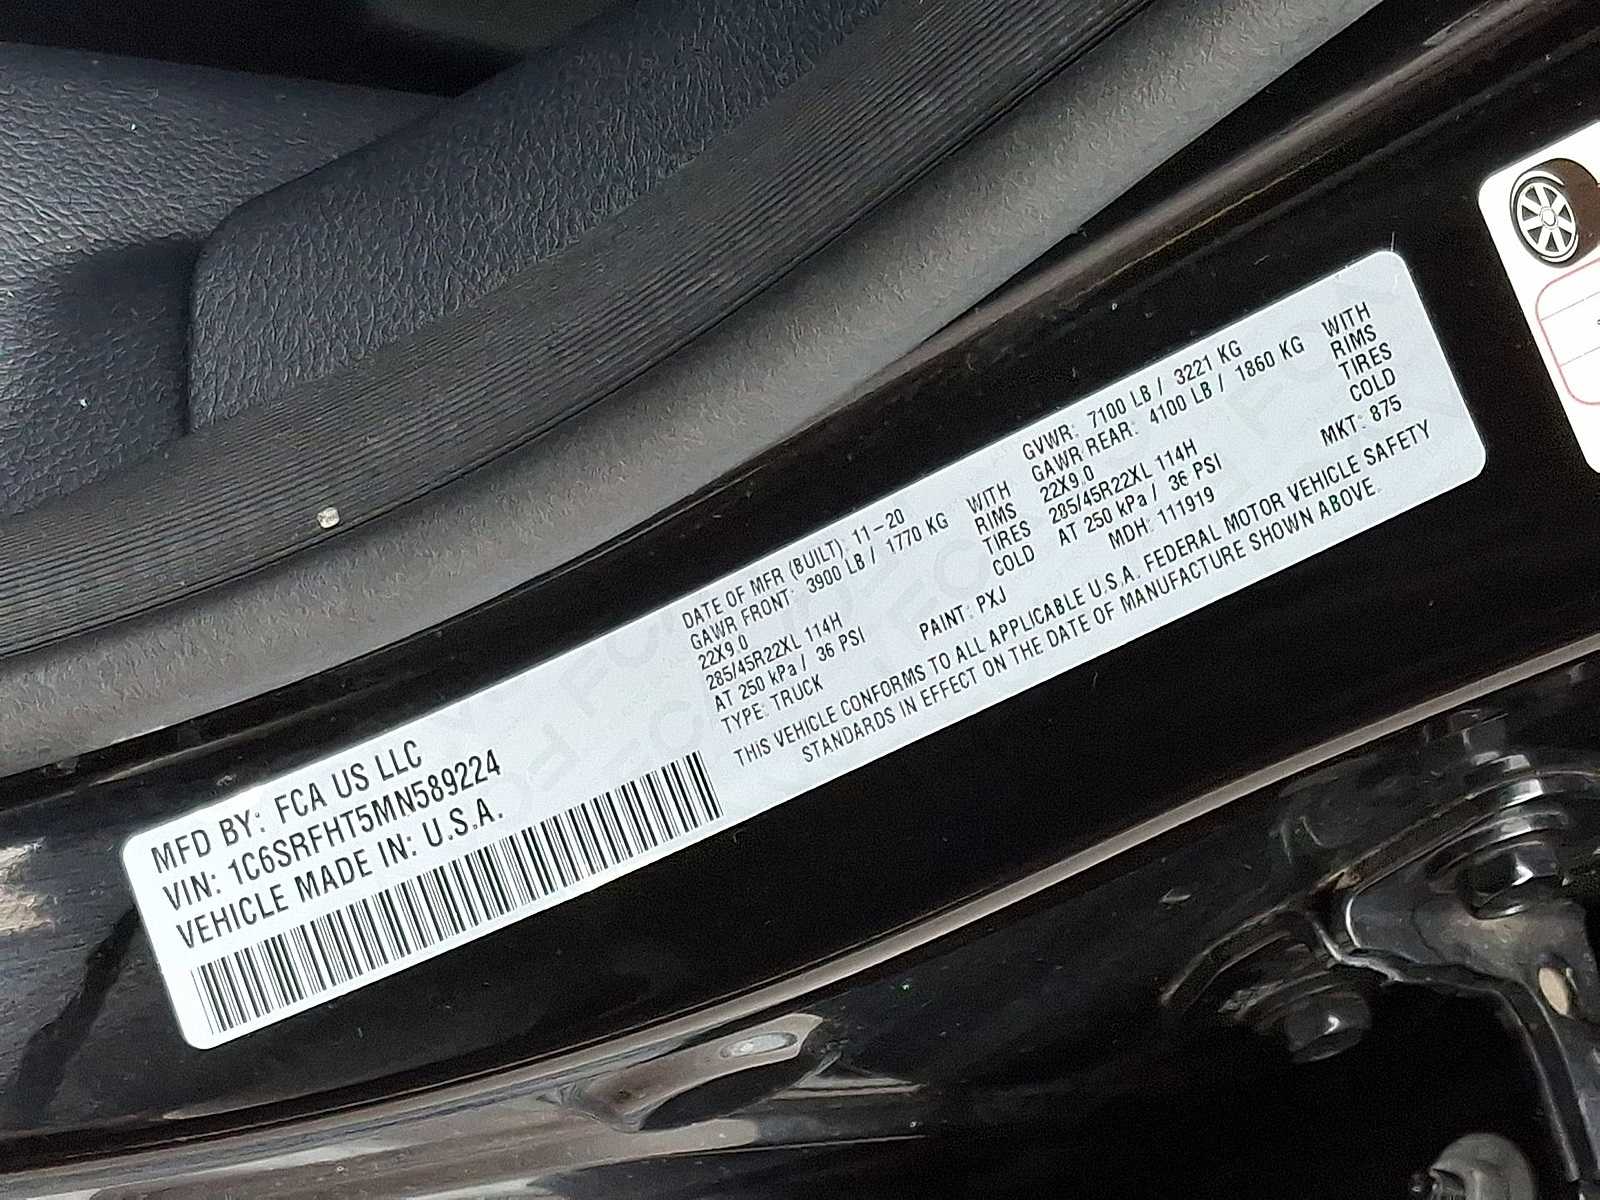 MFD BY: FCA US LLC
VIN: 1C6SRFHT5MN589224
VEHICLE MADE IN: U.S.A.
DATE OF MFR (BUILT), 11-20
GVWR: 7100 LB / 3221 KG
GAWR FRONT: 3900 LB / 1770 KG WITH
GAWR REAR: 4100 LB / 1860 KG WITH
22X9.0 RIMS
22X9.0 RIMS
285/45R22XL 114H TIRES
285/45R22XL 114H TIRES
AT 250 kPa / 36 PSI COLD
AT 250 kPa / 36 PSI COLD
TYPE: TRUCK PAINT: PXJ MDH: 111919 MKT: 875
THIS VEHICLE CONFORMS TO ALL APPLICABLE U.S.A. FEDERAL MOTOR VEHICLE SAFETY
STANDARDS IN EFFECT ON THE DATE OF MANUFACTURE SHOWN ABOVE.